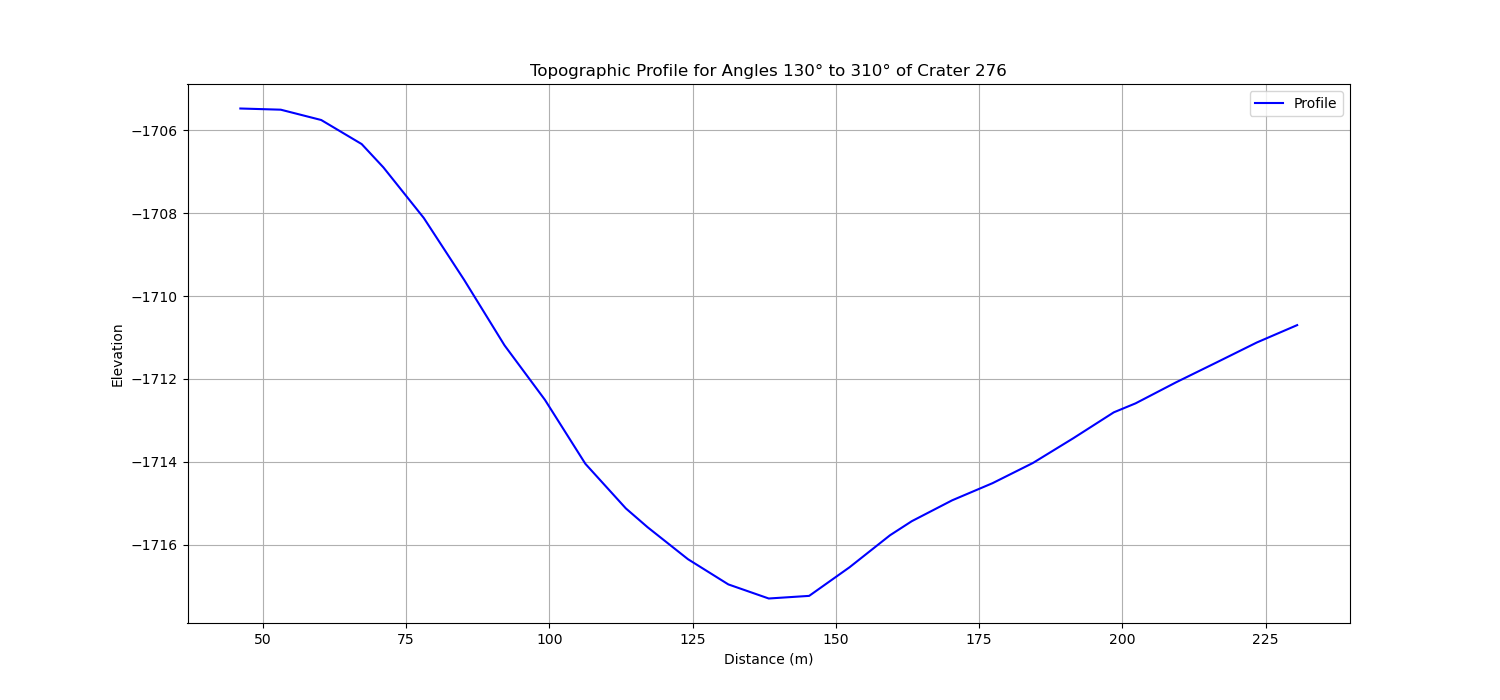 Topographic Profile for Angles 130° to 310° of Crater 276
Profile
−1706
−1708
−1710
−1712
−1714
−1716
Elevation
50 75 100 125 150 175 200 225
Distance (m)